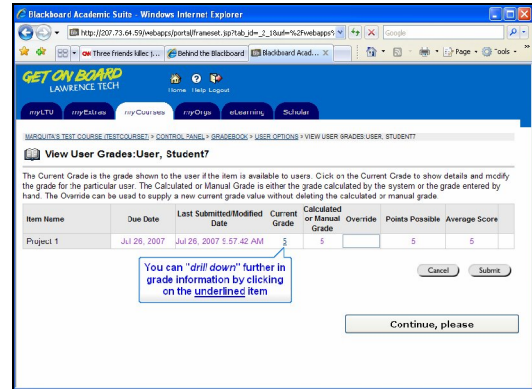 Blackboard Academic Suite - Windows Internet Explorer
http://207.73.64.59/webapps/portal/frameset.jsp?tab_id=_2_1&url=%2fwebapps%
Google
Three friends killec j...
Behind the Blackboard
Blackboard Acad...
Page
Tools
GET ON BOARD
LAWRENCE TECH
Home Help Logout
myLTU myExtras myCourses myOrgs eLearning Scholar
MARQUITA'S TEST COURSE (TESTCOURSE7) > CONTROL PANEL > GRADEBOOK > USER OPTIONS > VIEW USER GRADES:USER, STUDENT7
View User Grades:User, Student7
The Current Grade is the grade shown to the user if the item is available to users. Click on the Current Grade to show details and modify
the grade for the particular user. The Calculated or Manual Grade is either the grade calculated by the system or the grade entered by
hand. The Override can be used to supply a new current grade value without deleting the calculated or manual grade
Item Name Due Date Last Submitted/Modified Date Current Grade Calculated or Manual Grade Override Points Possible Average Score
Project 1 Jul 26, 2007 Jul 26, 2007 5:57:42 AM 5 5 5 5
You can "drill down" further in
grade information by clicking
on the underlined item
Cancel Submit
Continue, please